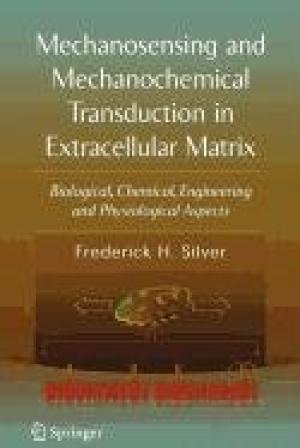 Mechanosensing and
Mechanochemical
Transduction in
Extracellular Matrix
Biological, Chemical, Engineering
and Physiological Aspects
Frederick H. Silver
Springer